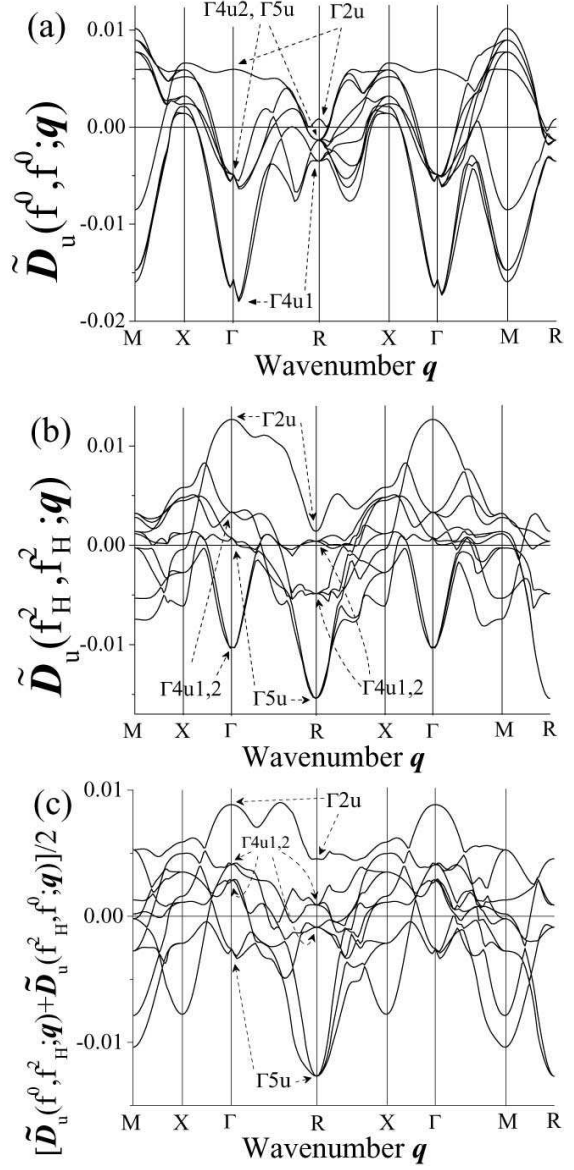 (a)
Γ4u2, Γ5u
Γ2u
0.01
0.00
-0.01
-0.02
D̃u(f⁰,f⁰;q)
Γ4u1
M X Γ R X Γ M R
Wavenumber q
(b)
Γ2u
0.01
0.00
-0.01
D̃u(f²H,f²H;q)
Γ4u1,2
Γ5u
Γ4u1,2
M X Γ R X Γ M R
Wavenumber q
(c)
Γ2u
0.01
Γ4u1,2
0.00
-0.01
[D̃u(f⁰,f²H;q)+D̃u(f²H,f⁰;q)]/2
Γ5u
M X Γ R X Γ M R
Wavenumber q